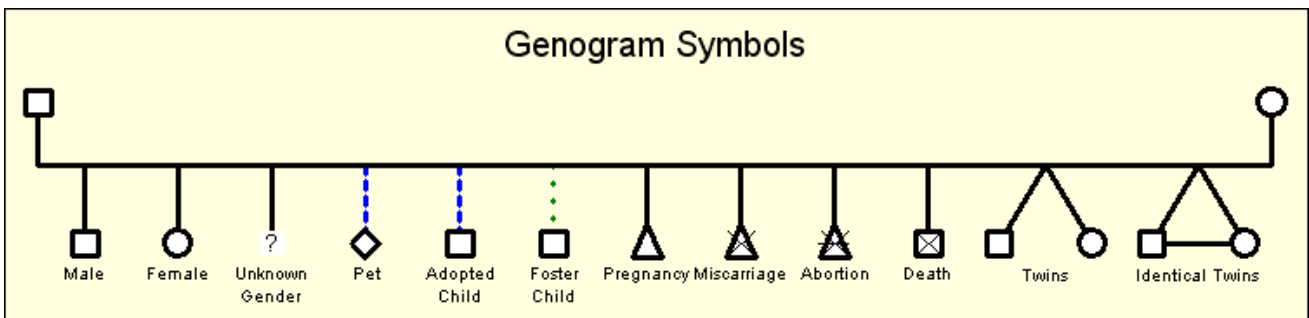 Genogram Symbols
?
Male
Female
Unknown
Gender
Pet
Adopted
Child
Foster
Child
Pregnancy
Miscarriage
Abortion
Death
Twins
Identical Twins